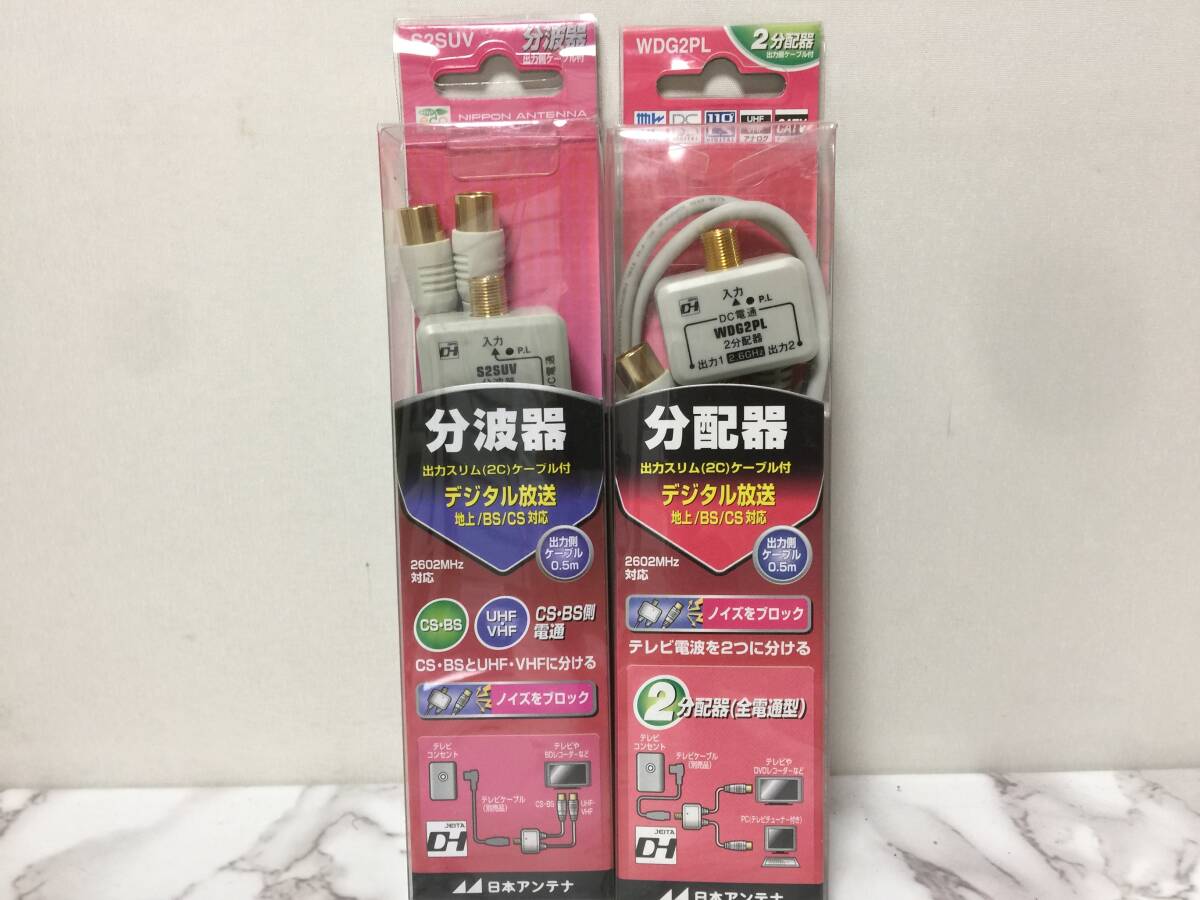 S2SUV
分波器
出力側ケーブル付
eco
NIPPON ANTENNA
入力
P.L
S2SUV
分波器
分波器
出力スリム(2C)ケーブル付
デジタル放送
地上/BS/CS対応
出力側
ケーブル
0.5m
2602MHz
対応
CS・BS
UHF・VHF
CS・BS側
電通
CS・BSとUHF・VHFに分ける
ノイズをブロック
テレビ
コンセント
テレビや
BDレコーダーなど
テレビケーブル
(別売品)
CS・BS
UHF・
VHF
JEITA
DH
日本アンテナ
WDG2PL
2分配器
出力側ケーブル付
110°
UHF
VHF
アナログ
CATV
入力
P.L
DC電通
WDG2PL
2分配器
出力1 2.6GHz 出力2
分配器
出力スリム(2C)ケーブル付
デジタル放送
地上/BS/CS対応
出力側
ケーブル
0.5m
2602MHz
対応
ノイズをブロック
テレビ電波を2つに分ける
2分配器(全電通型)
テレビ
コンセント
テレビケーブル
(別売品)
テレビや
DVDレコーダーなど
PC(テレビチューナー付き)
JEITA
DH
日本アンテナ